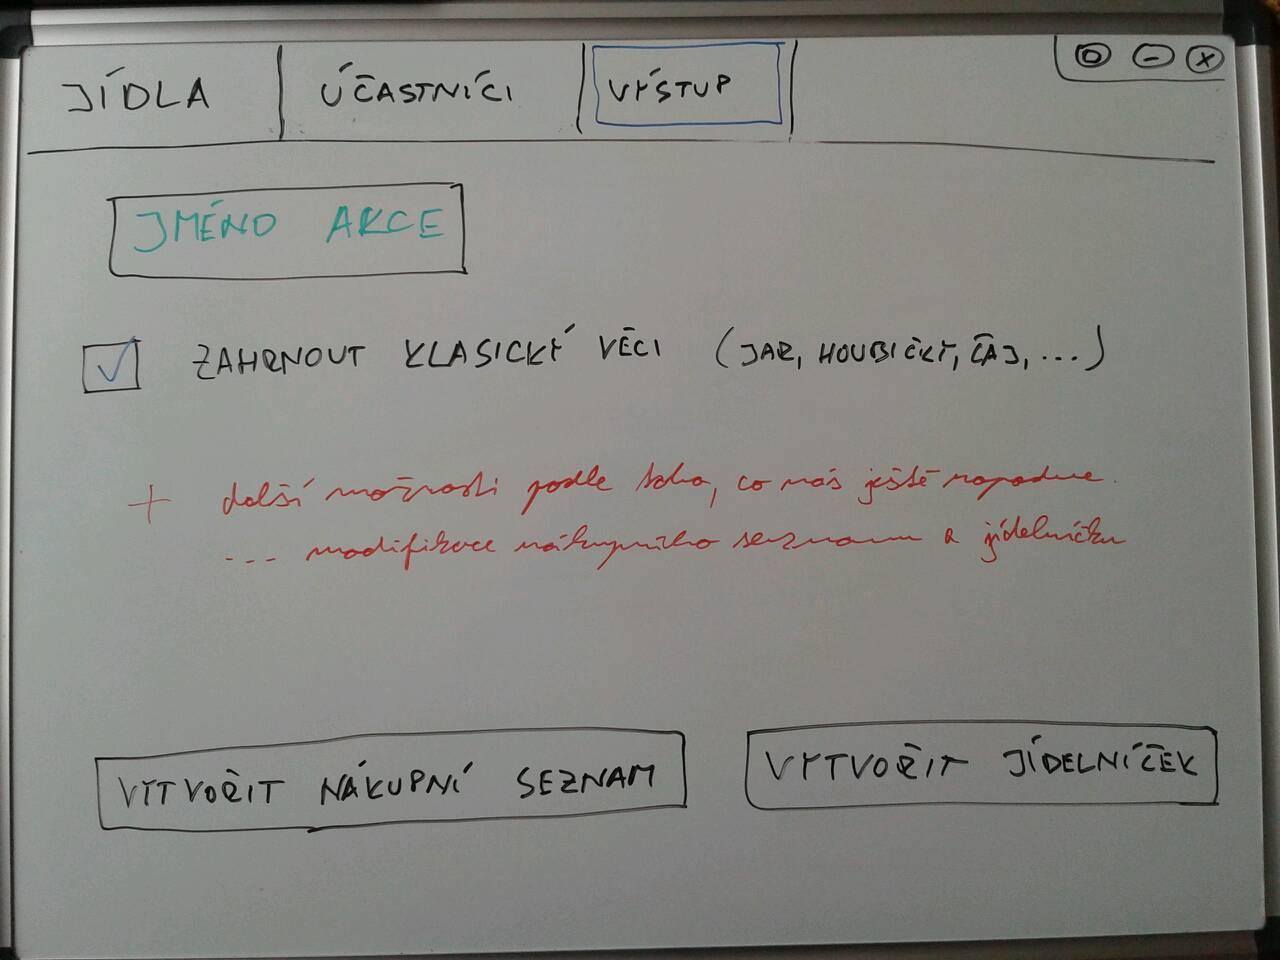 JÍDLA ÚČASTNÍCI VÝSTUP
JMÉNO AKCE
ZAHRNOUT KLASICKÝ VĚCI (JAR, HOUBIČKY, ČAJ, ...)
+ další možnosti podle toho, co nás ještě napadne.
... modifikace nákupního seznamu a jídelníčku
VYTVOŘIT NÁKUPNÍ SEZNAM VYTVOŘIT JÍDELNÍČEK